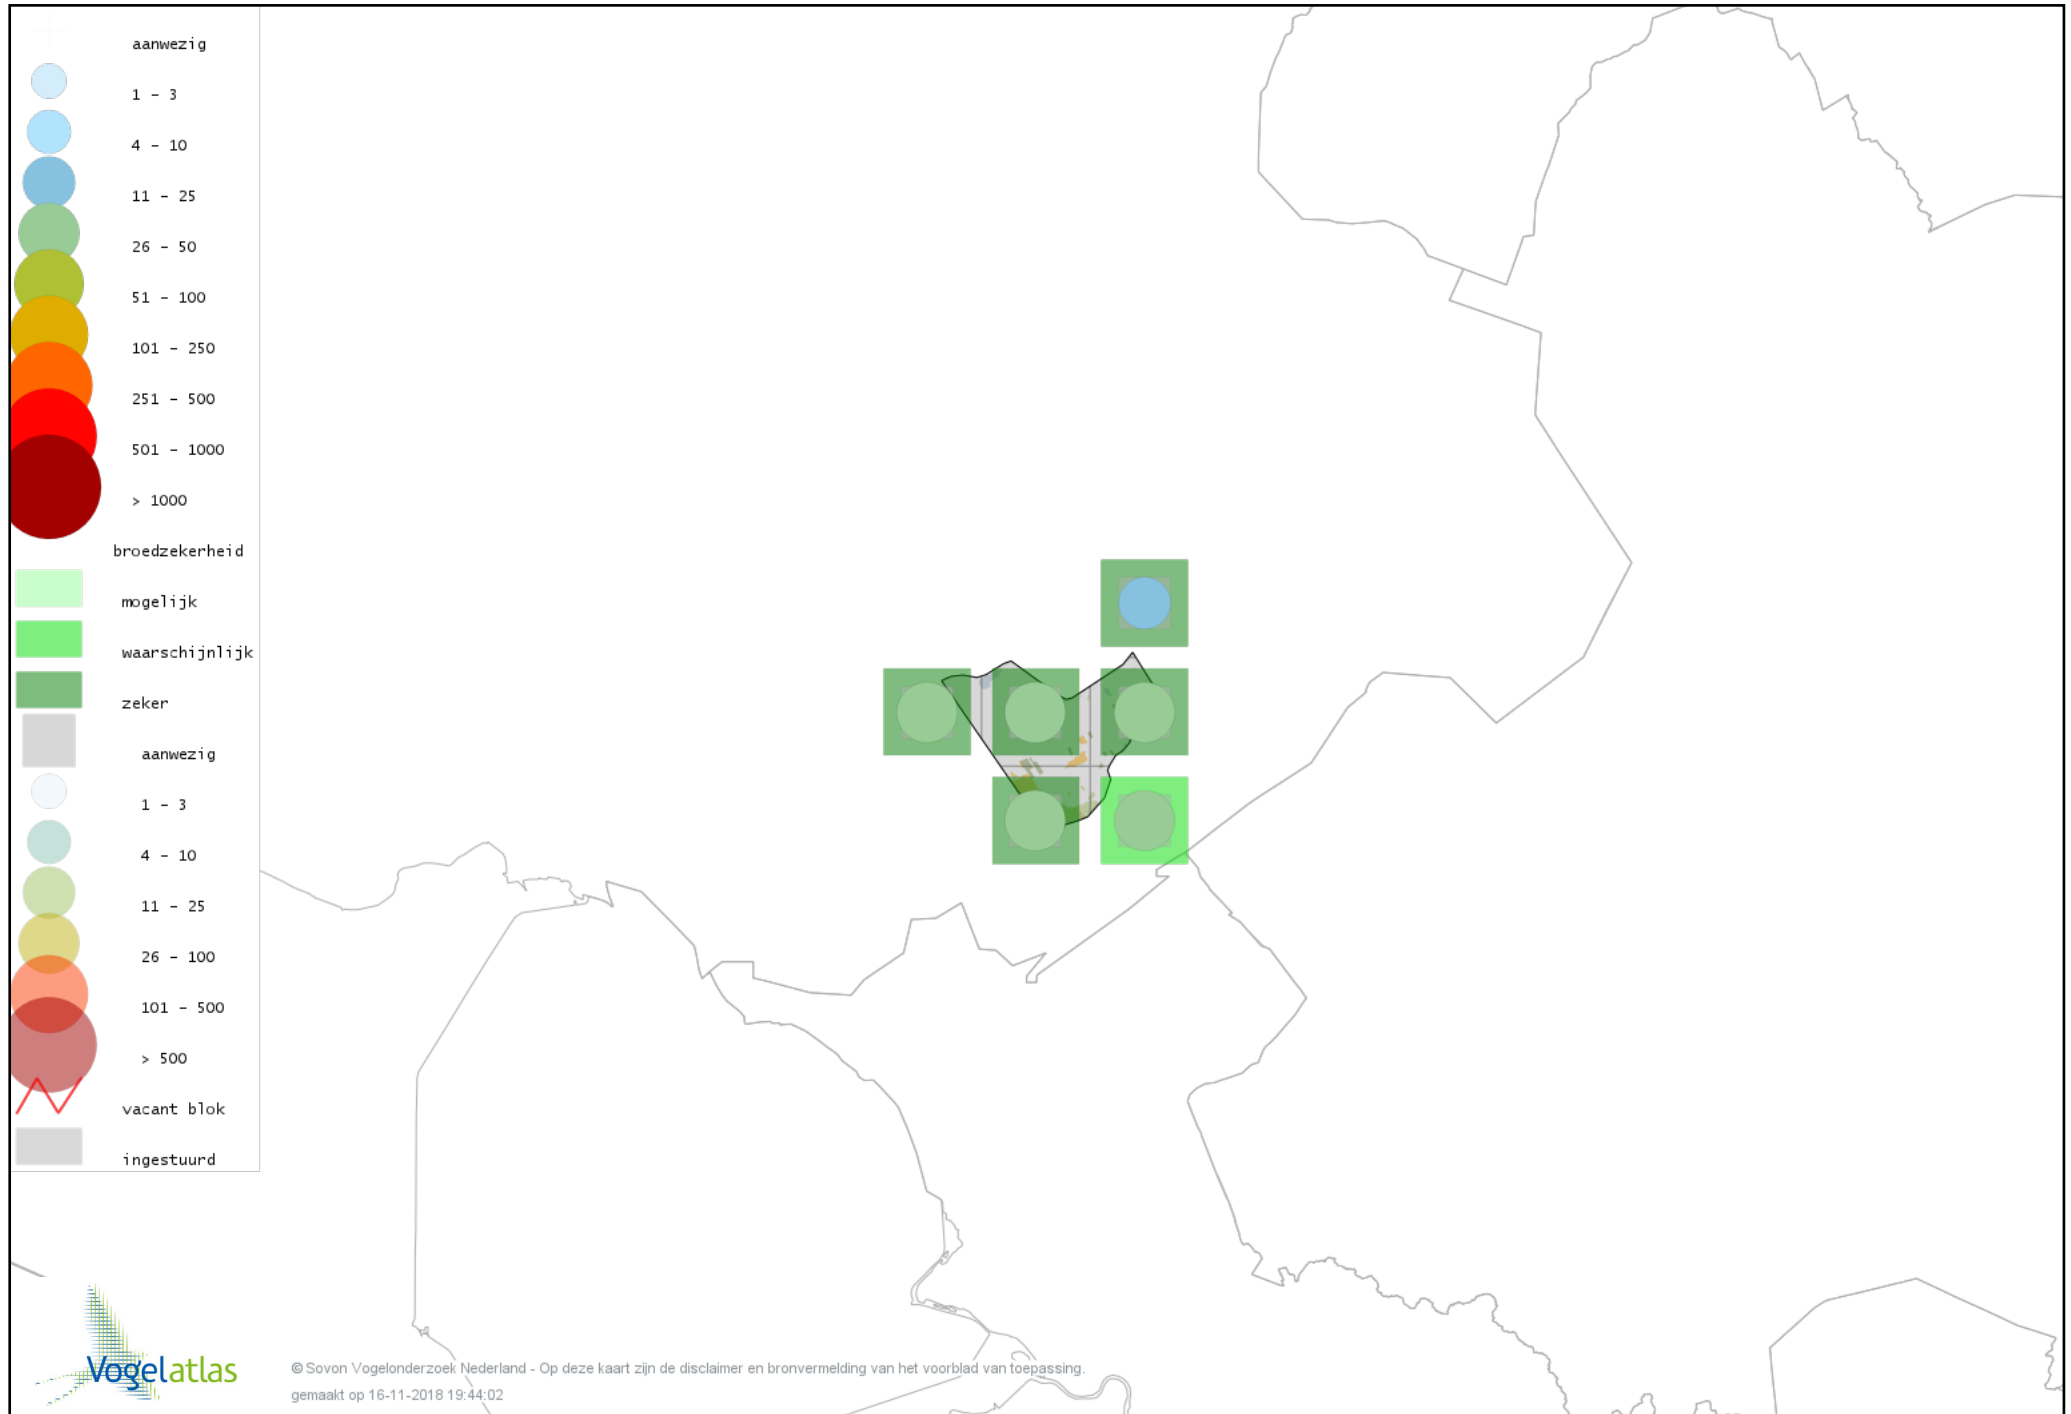 aanwezig
1 - 3
4 - 10
11 - 25
26 - 50
51 - 100
101 - 250
251 - 500
501 - 1000
> 1000
broedzekerheid
mogelijk
waarschijnlijk
zeker
aanwezig
1 - 3
4 - 10
11 - 25
26 - 100
101 - 500
> 500
vacant blok
ingestuurd
Vogelatlas
© Sovon Vogelonderzoek Nederland - Op deze kaart zijn de disclaimer en bronvermelding van het voorblad van toepassing.
gemaakt op 16-11-2018 19:44:02